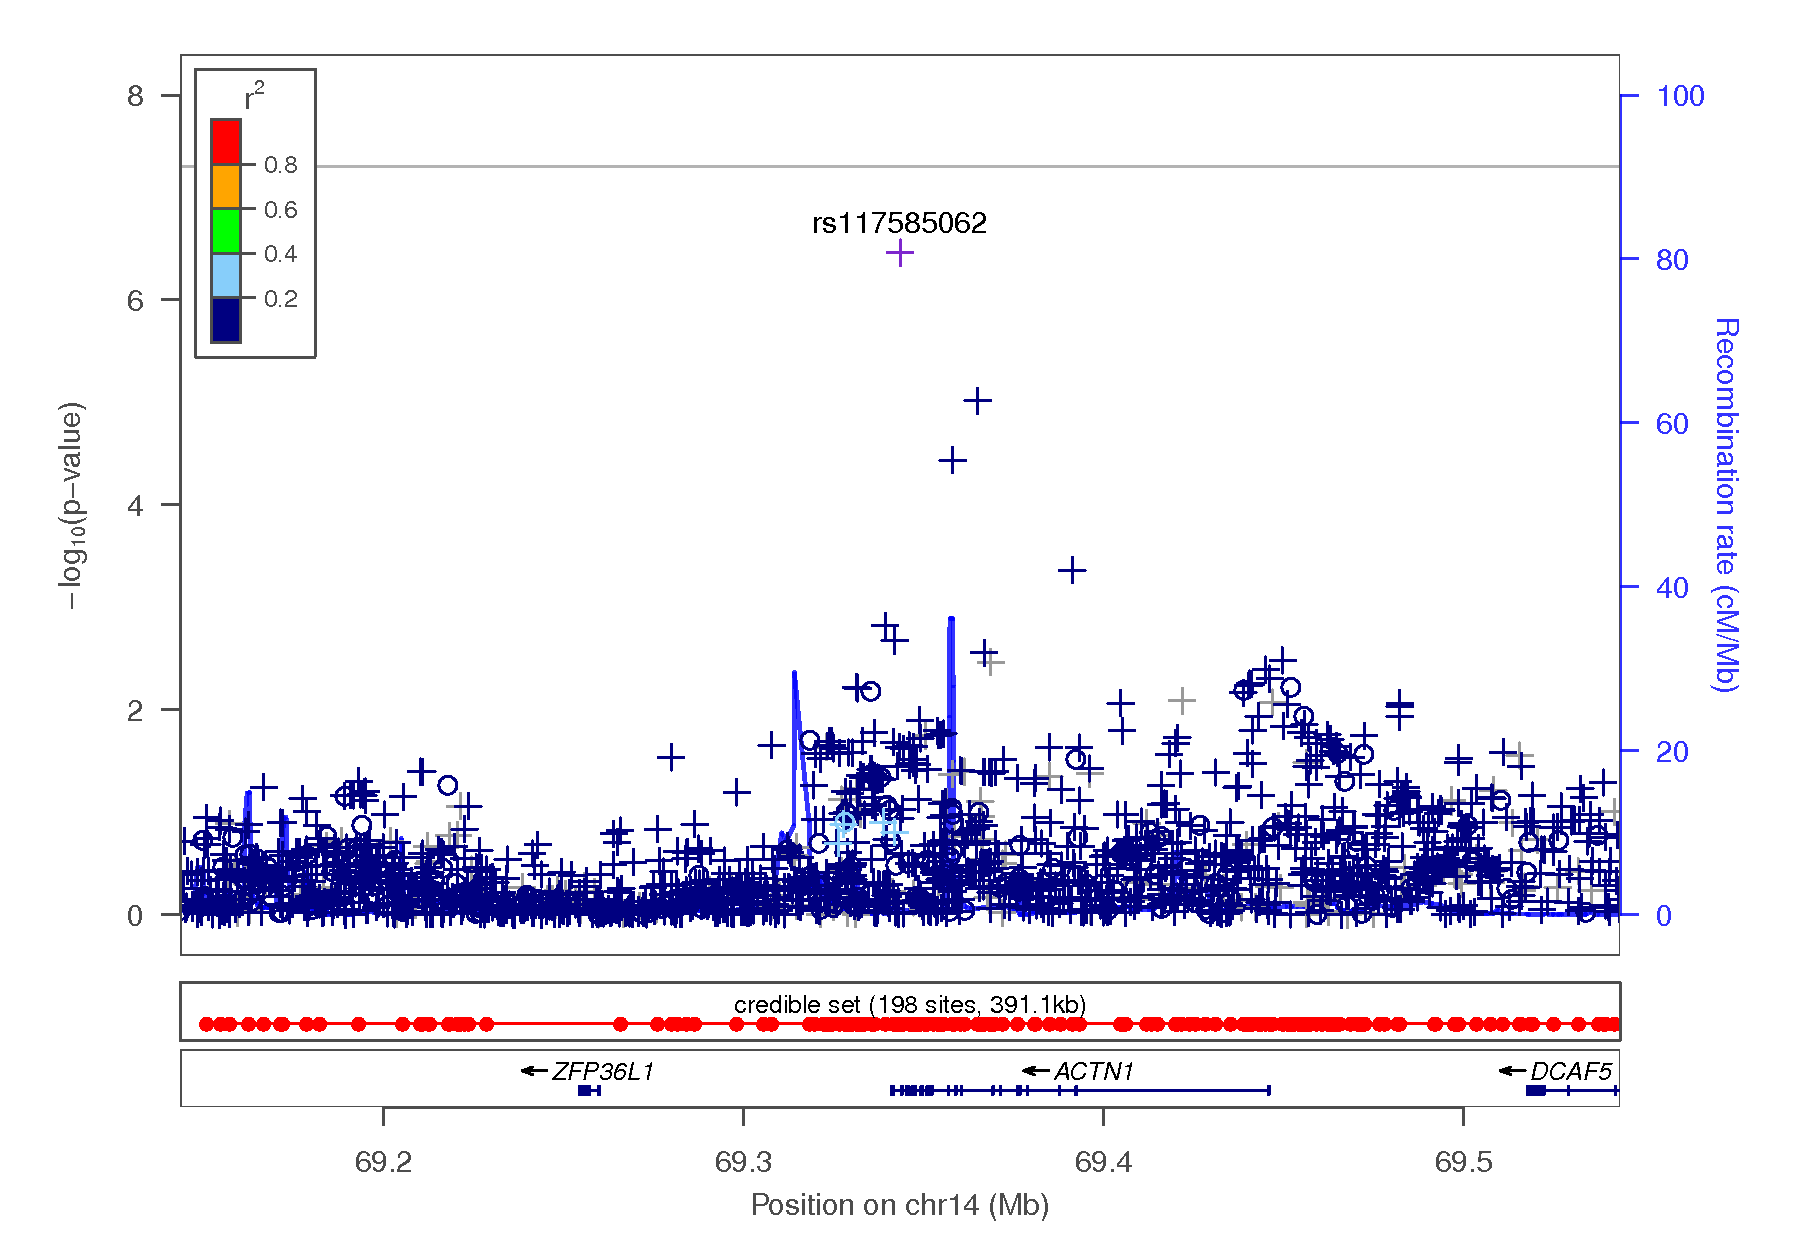 r2
0.8
0.6
0.4
0.2
rs117585062
8
6
4
2
0
−log10(p−value)
100
80
60
40
20
0
Recombination rate (cM/Mb)
credible set (198 sites, 391.1kb)
ZFP36L1
ACTN1
DCAF5
69.2 69.3 69.4 69.5
Position on chr14 (Mb)